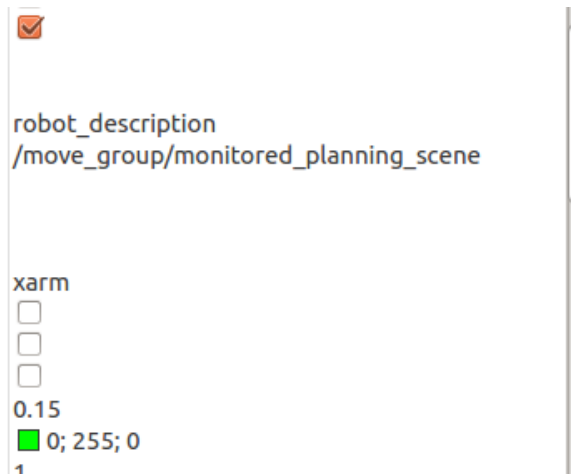 robot_description
/move_group/monitored_planning_scene
xarm
0.15
0; 255; 0
1